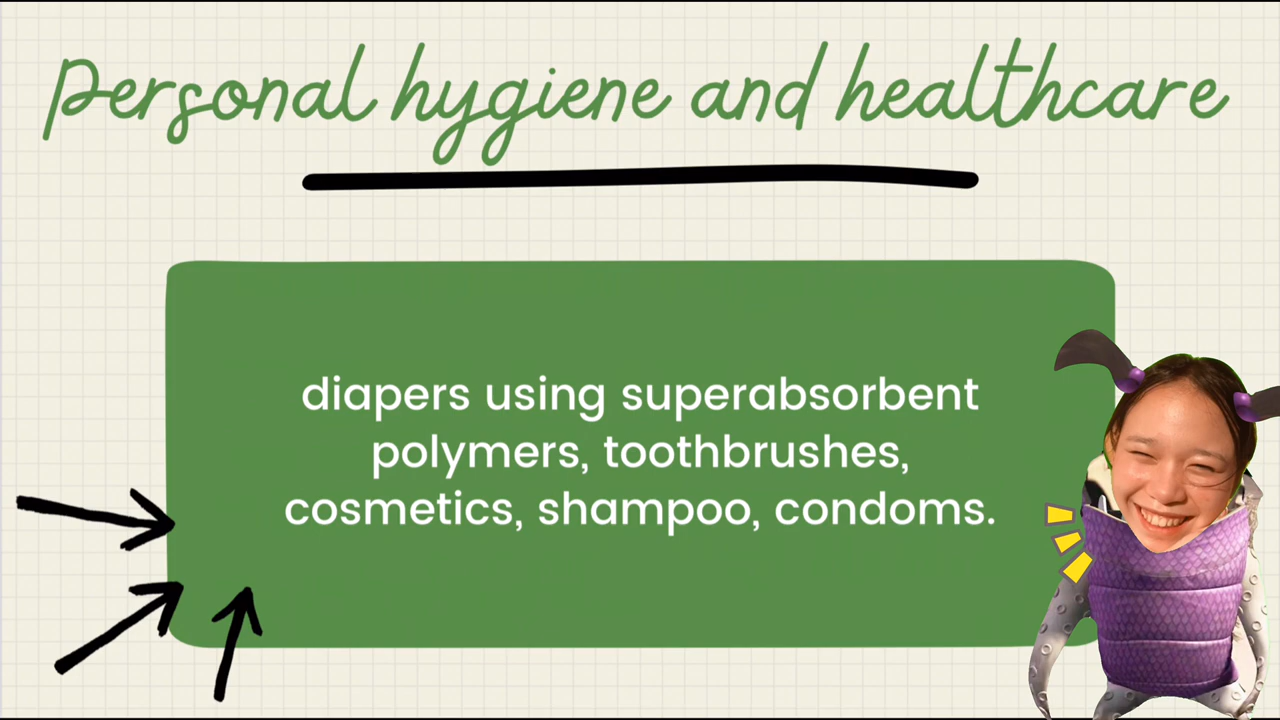 Personal hygiene and healthcare
diapers using superabsorbent
polymers, toothbrushes,
cosmetics, shampoo, condoms.